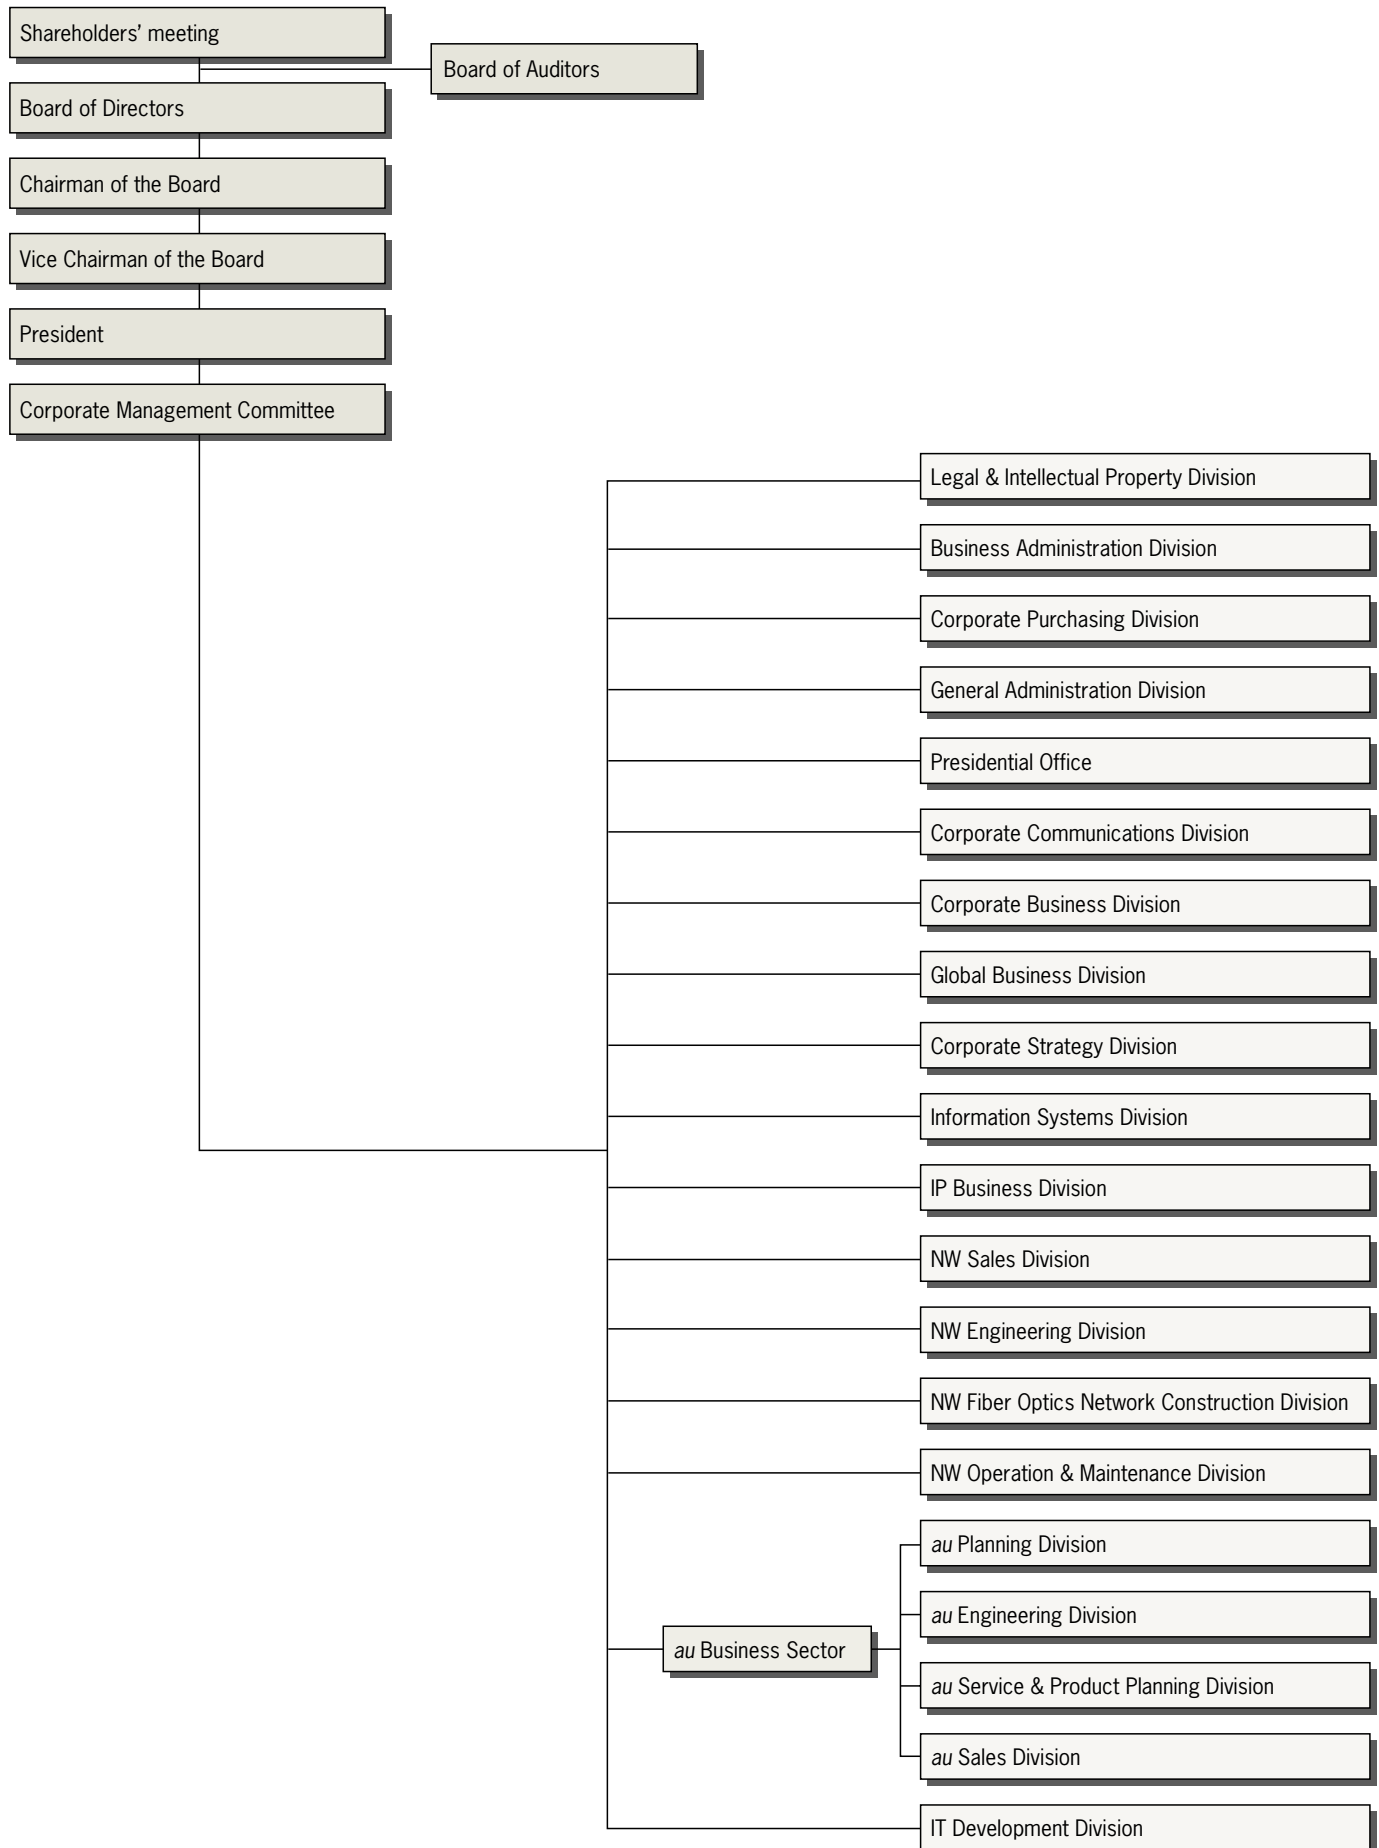 Shareholders’ meeting
Board of Auditors
Board of Directors
Chairman of the Board
Vice Chairman of the Board
President
Corporate Management Committee
Legal & Intellectual Property Division
Business Administration Division
Corporate Purchasing Division
General Administration Division
Presidential Office
Corporate Communications Division
Corporate Business Division
Global Business Division
Corporate Strategy Division
Information Systems Division
IP Business Division
NW Sales Division
NW Engineering Division
NW Fiber Optics Network Construction Division
NW Operation & Maintenance Division
au Business Sector
au Planning Division
au Engineering Division
au Service & Product Planning Division
au Sales Division
IT Development Division